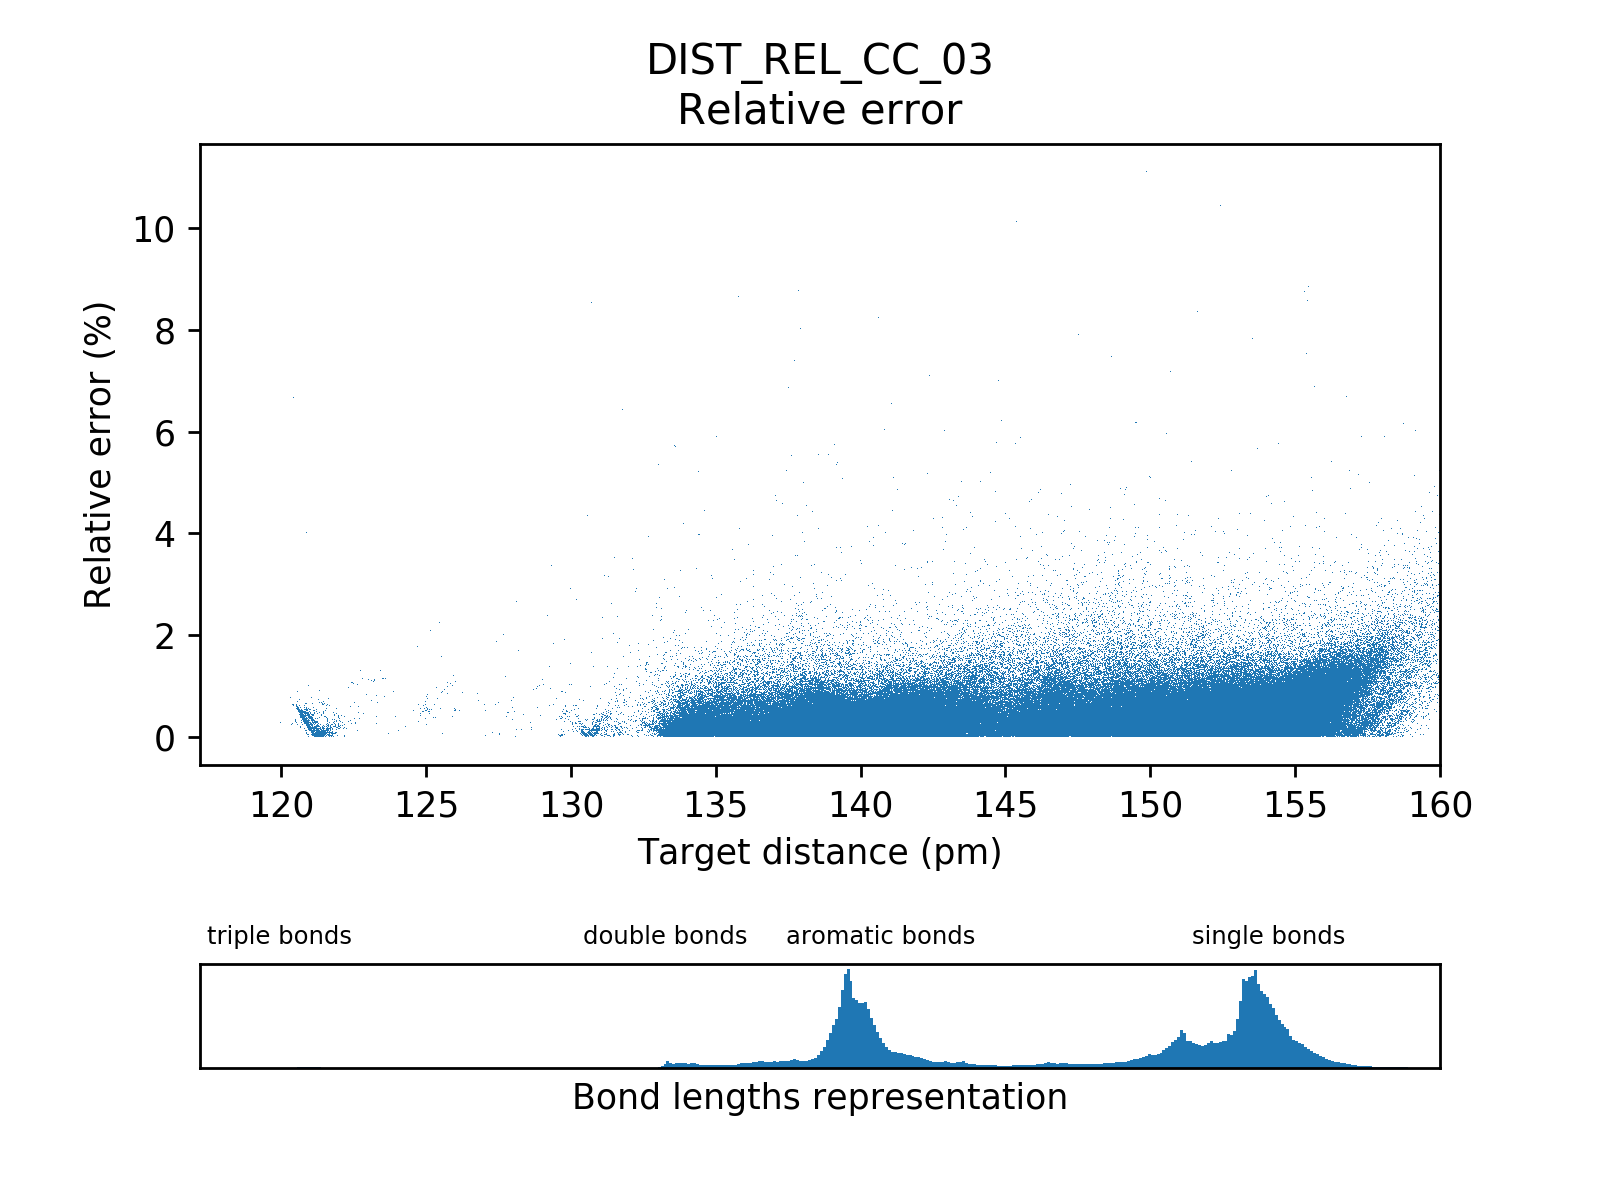 DIST_REL_CC_03
Relative error
Relative error (%)
10
8
6
4
2
0
120 125 130 135 140 145 150 155 160
Target distance (pm)
triple bonds double bonds aromatic bonds single bonds
Bond lengths representation